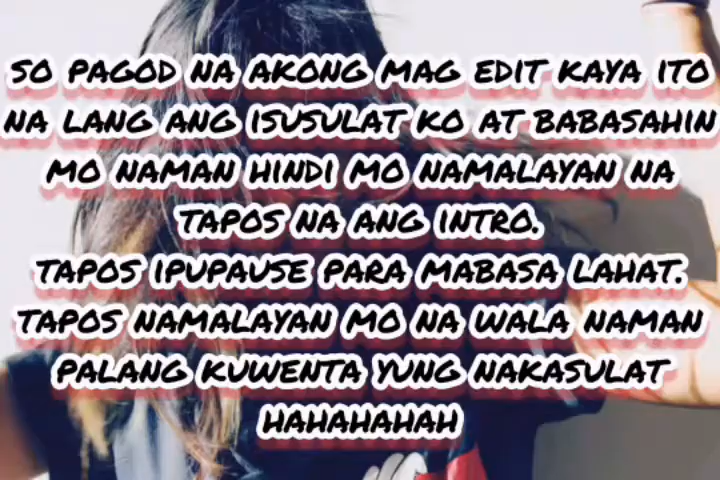 SO PAGOD NA AKONG MAG EDIT KAYA ITO
NA LANG ANG ISUSULAT KO AT BABASAHIN
MO NAMAN HINDI MO NAMALAYAN NA
TAPOS NA ANG INTRO.
TAPOS IPUPAUSE PARA MABASA LAHAT.
TAPOS NAMALAYAN MO NA WALA NAMAN
PALANG KUWENTA YUNG NAKASULAT
HAHAHAHAH